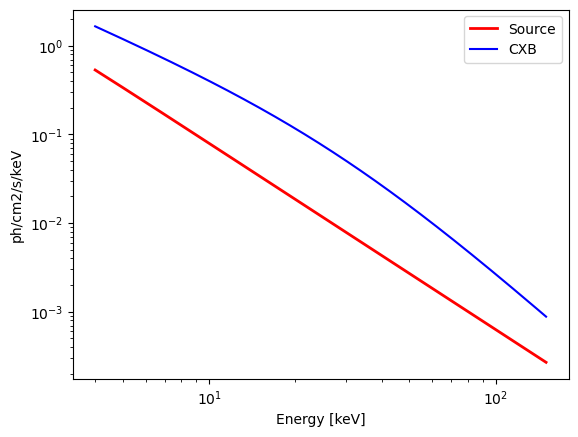 Source
CXB
ph/cm2/s/keV
10⁰
10⁻¹
10⁻²
10⁻³
10¹
10²
Energy [keV]